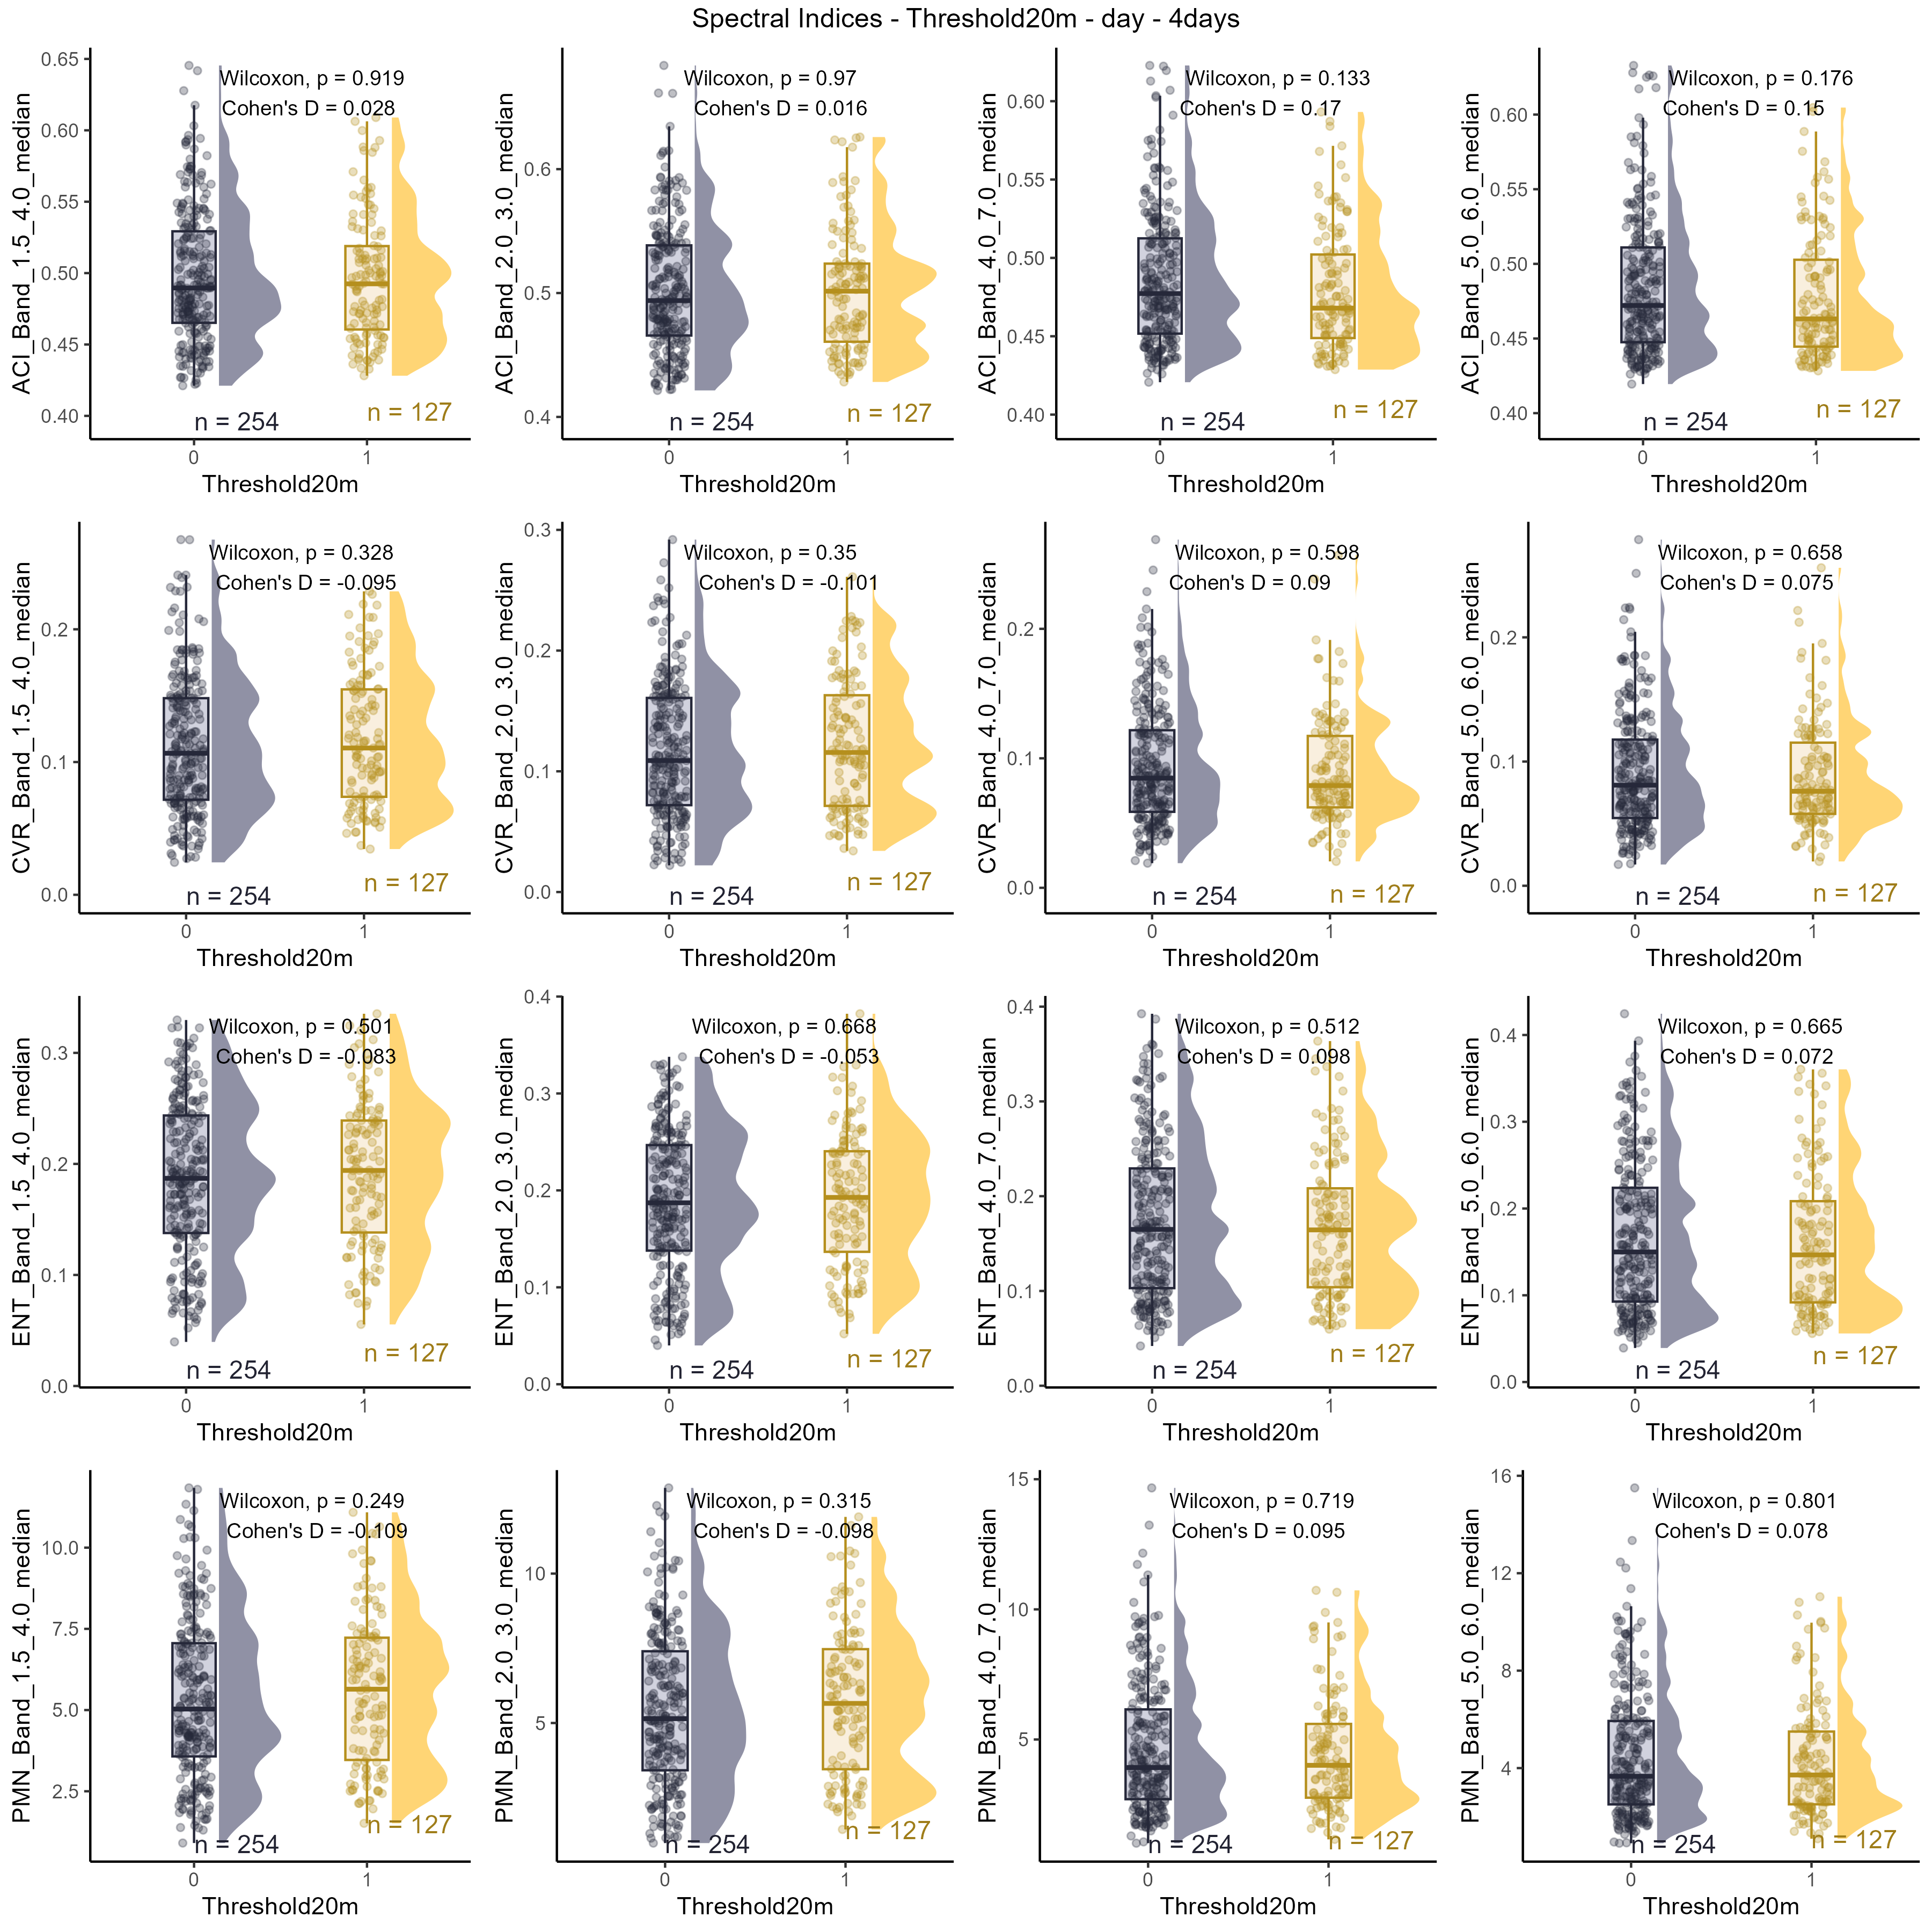 Spectral Indices - Threshold20m - day - 4days
ACI_Band_1.5_4.0_median
0.65
0.60
0.55
0.50
0.45
0.40
Wilcoxon, p = 0.919
Cohen's D = 0.028
n = 254
n = 127
0
1
Threshold20m
ACI_Band_2.0_3.0_median
0.6
0.5
0.4
Wilcoxon, p = 0.97
Cohen's D = 0.016
n = 254
n = 127
0
1
Threshold20m
ACI_Band_4.0_7.0_median
0.60
0.55
0.50
0.45
0.40
Wilcoxon, p = 0.133
Cohen's D = 0.17
n = 254
n = 127
0
1
Threshold20m
ACI_Band_5.0_6.0_median
0.60
0.55
0.50
0.45
0.40
Wilcoxon, p = 0.176
Cohen's D = 0.15
n = 254
n = 127
0
1
Threshold20m
CVR_Band_1.5_4.0_median
0.2
0.1
0.0
Wilcoxon, p = 0.328
Cohen's D = -0.095
n = 254
n = 127
0
1
Threshold20m
CVR_Band_2.0_3.0_median
0.3
0.2
0.1
0.0
Wilcoxon, p = 0.35
Cohen's D = -0.101
n = 254
n = 127
0
1
Threshold20m
CVR_Band_4.0_7.0_median
0.2
0.1
0.0
Wilcoxon, p = 0.598
Cohen's D = 0.09
n = 254
n = 127
0
1
Threshold20m
CVR_Band_5.0_6.0_median
0.2
0.1
0.0
Wilcoxon, p = 0.658
Cohen's D = 0.075
n = 254
n = 127
0
1
Threshold20m
ENT_Band_1.5_4.0_median
0.3
0.2
0.1
0.0
Wilcoxon, p = 0.501
Cohen's D = -0.083
n = 254
n = 127
0
1
Threshold20m
ENT_Band_2.0_3.0_median
0.4
0.3
0.2
0.1
0.0
Wilcoxon, p = 0.668
Cohen's D = -0.053
n = 254
n = 127
0
1
Threshold20m
ENT_Band_4.0_7.0_median
0.4
0.3
0.2
0.1
0.0
Wilcoxon, p = 0.512
Cohen's D = 0.098
n = 254
n = 127
0
1
Threshold20m
ENT_Band_5.0_6.0_median
0.4
0.3
0.2
0.1
0.0
Wilcoxon, p = 0.665
Cohen's D = 0.072
n = 254
n = 127
0
1
Threshold20m
PMN_Band_1.5_4.0_median
10.0
7.5
5.0
2.5
Wilcoxon, p = 0.249
Cohen's D = -0.109
n = 254
n = 127
0
1
Threshold20m
PMN_Band_2.0_3.0_median
10
5
Wilcoxon, p = 0.315
Cohen's D = -0.098
n = 254
n = 127
0
1
Threshold20m
PMN_Band_4.0_7.0_median
15
10
5
Wilcoxon, p = 0.719
Cohen's D = 0.095
n = 254
n = 127
0
1
Threshold20m
PMN_Band_5.0_6.0_median
16
12
8
4
Wilcoxon, p = 0.801
Cohen's D = 0.078
n = 254
n = 127
0
1
Threshold20m